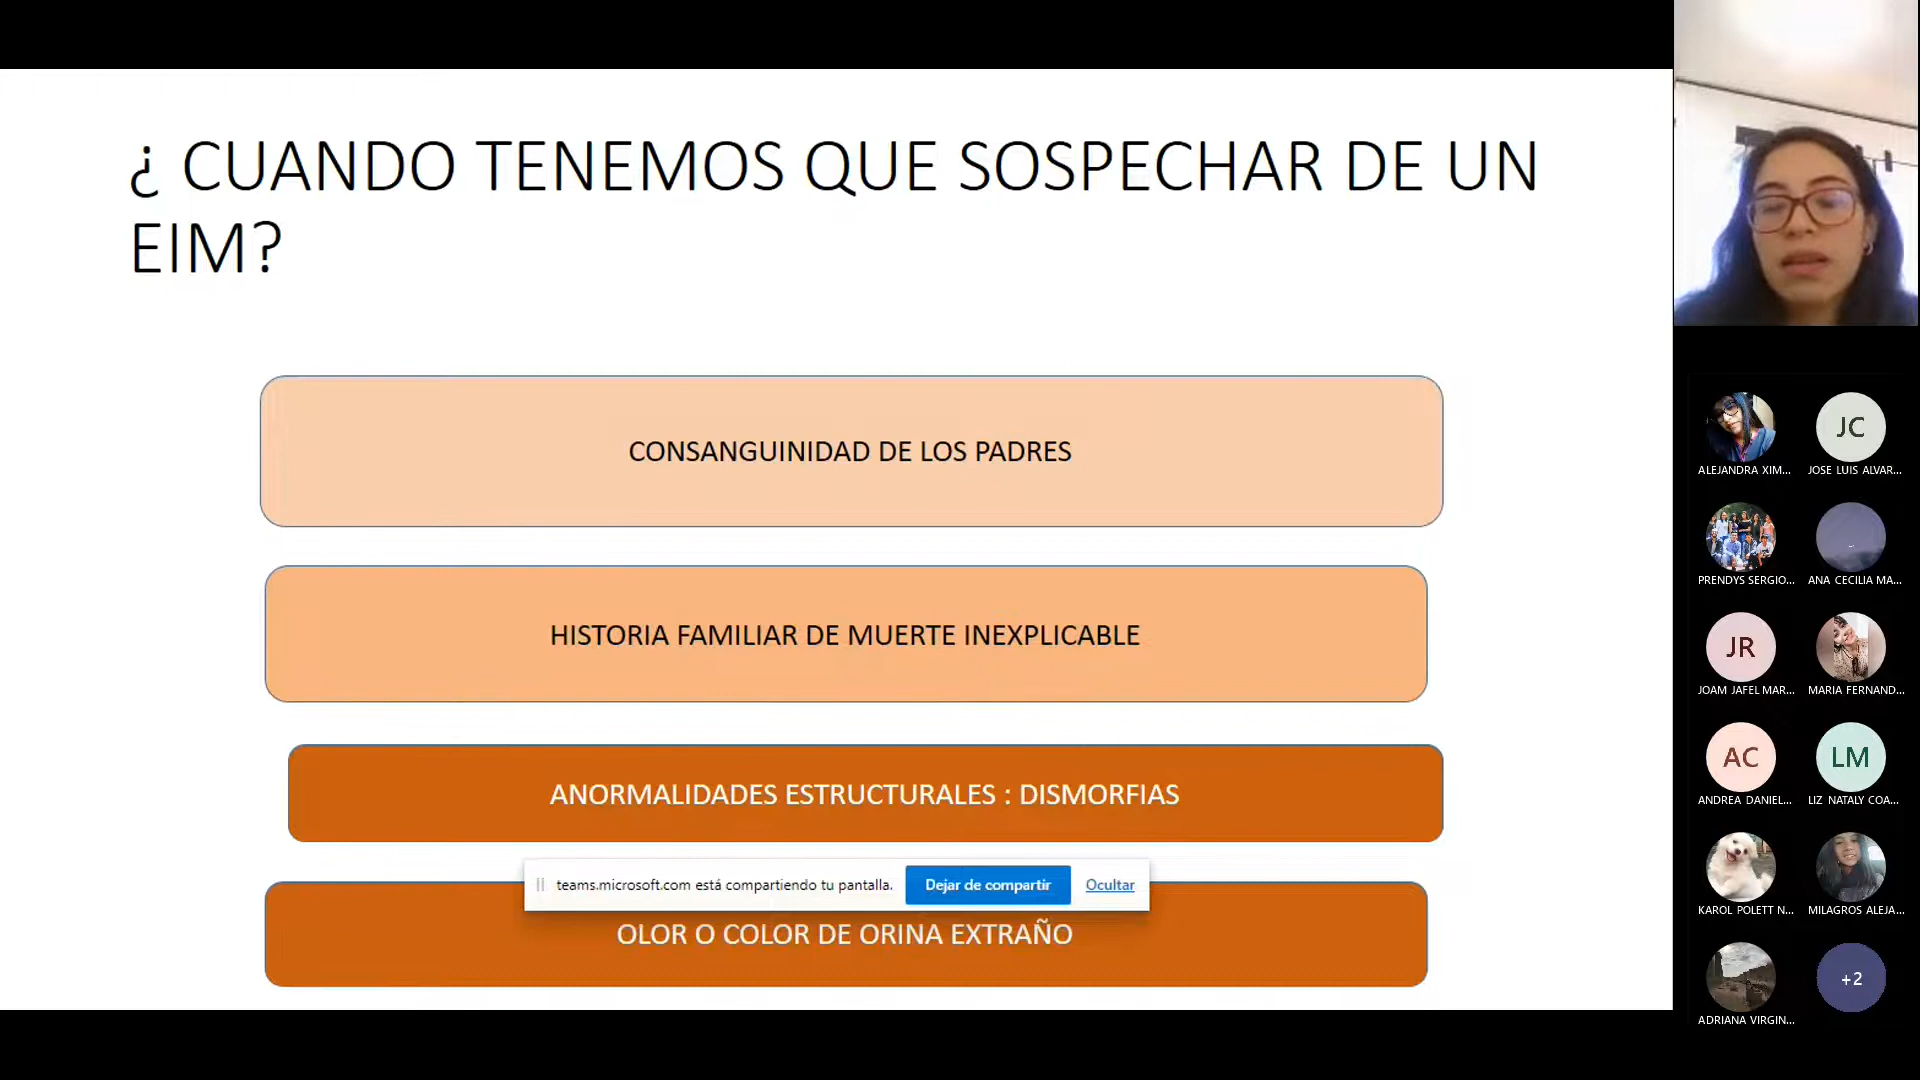 ¿ CUANDO TENEMOS QUE SOSPECHAR DE UN
EIM?
CONSANGUINIDAD DE LOS PADRES
HISTORIA FAMILIAR DE MUERTE INEXPLICABLE
ANORMALIDADES ESTRUCTURALES : DISMORFIAS
teams.microsoft.com está compartiendo tu pantalla.
Dejar de compartir
Ocultar
OLOR O COLOR DE ORINA EXTRAÑO
JC
ALEJANDRA XIM...
JOSE LUIS ALVAR...
PRENDYS SERGIO...
ANA CECILIA MA...
JR
JOAM JAFEL MAR...
MARIA FERNAND...
AC
LM
ANDREA DANIEL...
LIZ NATALY COA...
KAROL POLETT N...
MILAGROS ALEJA...
+2
ADRIANA VIRGIN...